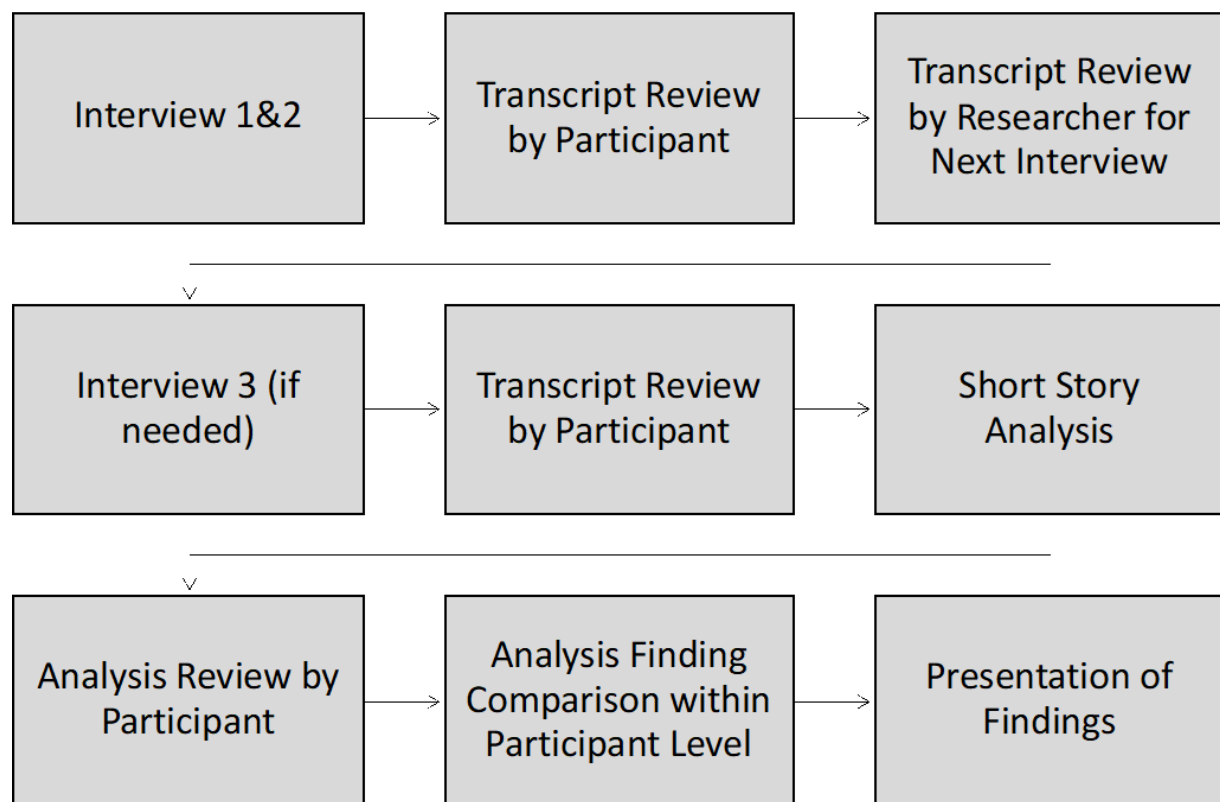 Interview 1&2
Transcript Review
by Participant
Transcript Review
by Researcher for
Next Interview
Interview 3 (if
needed)
Transcript Review
by Participant
Short Story
Analysis
Analysis Review by
Participant
Analysis Finding
Comparison within
Participant Level
Presentation of
Findings